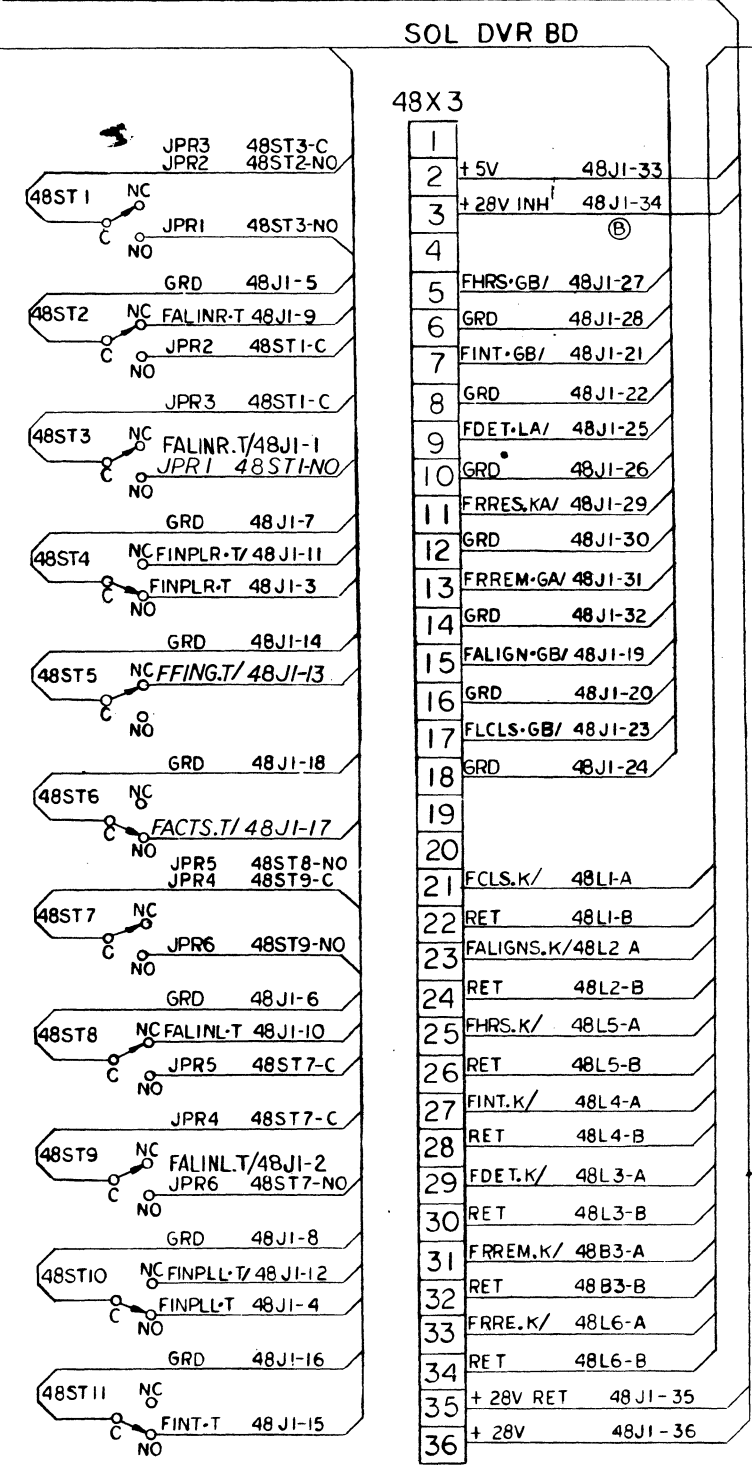 SOL DVR BD
JPR3 48ST3-C
JPR2 48ST2-NO
48ST1 NC
C
JPR1 48ST3-NO
NO
GRD 48J1-5
48ST2 NC FALINR·T 48J1-9
C
JPR2 48ST1-C
NO
JPR3 48ST1-C
48ST3 NC
FALINR.T/48J1-1
C
JPR1 48ST1-NO
NO
GRD 48J1-7
48ST4 NC FINPLR·T/ 48J1-11
C
FINPLR·T 48J1-3
NO
GRD 48J1-14
48ST5 NC FFING.T/ 48J1-13
C
NO
GRD 48J1-18
48ST6 NC
C
FACTS.T/ 48J1-17
NO
JPR5 48ST8-NO
JPR4 48ST9-C
48ST7 NC
C
JPR6 48ST9-NO
NO
GRD 48J1-6
48ST8 NC FALINL·T 48J1-10
C
JPR5 48ST7-C
NO
JPR4 48ST7-C
48ST9 NC
FALINL.T/48J1-2
C
JPR6 48ST7-NO
NO
GRD 48J1-8
48ST10 NC FINPLL·T/ 48J1-12
C
FINPLL·T 48J1-4
NO
GRD 48J1-16
48ST11 NC
C
FINT·T 48J1-15
NO
48X3
1
2 +5V 48J1-33
3 +28V INH 48J1-34
B
4
5 FHRS·GB/ 48J1-27
6 GRD 48J1-28
7 FINT·GB/ 48J1-21
8 GRD 48J1-22
9 FDET·LA/ 48J1-25
10 GRD 48J1-26
11 FRRES.KA/ 48J1-29
12 GRD 48J1-30
13 FRREM·GA/ 48J1-31
14 GRD 48J1-32
15 FALIGN·GB/ 48J1-19
16 GRD 48J1-20
17 FLCLS·GB/ 48J1-23
18 GRD 48J1-24
19
20
21 FCLS.K/ 48L1-A
22 RET 48L1-B
23 FALIGNS.K/48L2 A
24 RET 48L2-B
25 FHRS.K/ 48L5-A
26 RET 48L5-B
27 FINT.K/ 48L4-A
28 RET 48L4-B
29 FDET.K/ 48L3-A
30 RET 48L3-B
31 FRREM.K/ 48B3-A
32 RET 48B3-B
33 FRRE.K/ 48L6-A
34 RET 48L6-B
35 + 28V RET 48J1-35
36 + 28V 48J1-36